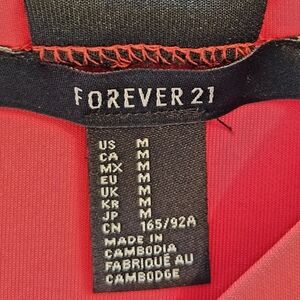 FOREVER 21
US M
CA M
MX M
EU M
UK M
KR M
JP M
CN 165/92A
MADE IN
CAMBODIA
FABRIQUÉ AU
CAMBODGE